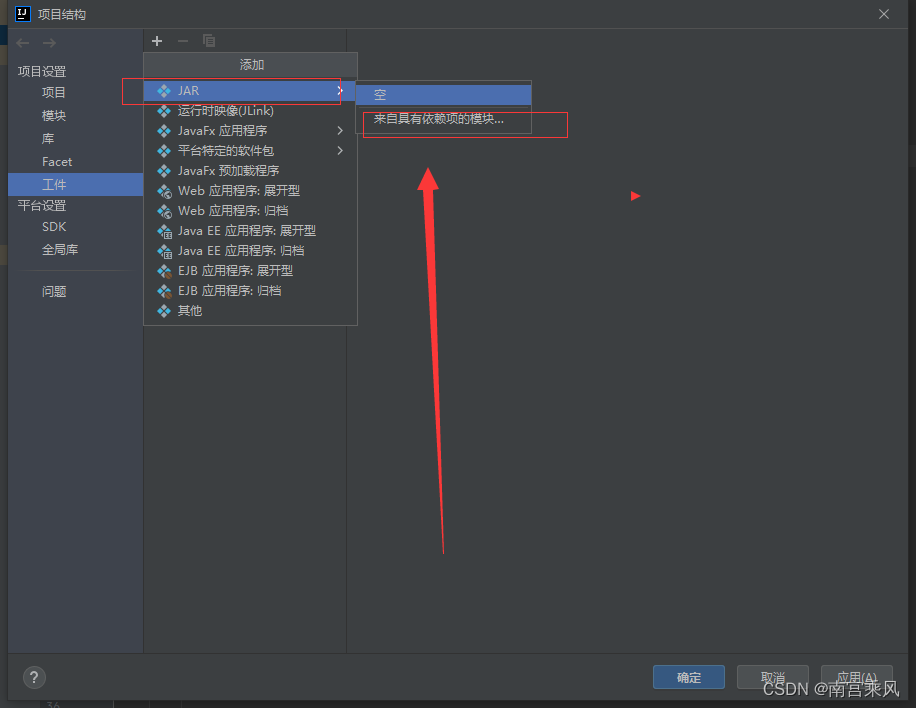 项目结构
项目设置
项目
模块
库
Facet
工件
平台设置
SDK
全局库
问题
添加
JAR
运行时映像(JLink)
JavaFx 应用程序
平台特定的软件包
JavaFx 预加载程序
Web 应用程序: 展开型
Web 应用程序: 归档
Java EE 应用程序: 展开型
Java EE 应用程序: 归档
EJB 应用程序: 展开型
EJB 应用程序: 归档
其他
空
来自具有依赖项的模块...
?
确定
取消
应用(A)
CSDN @南宫乘风